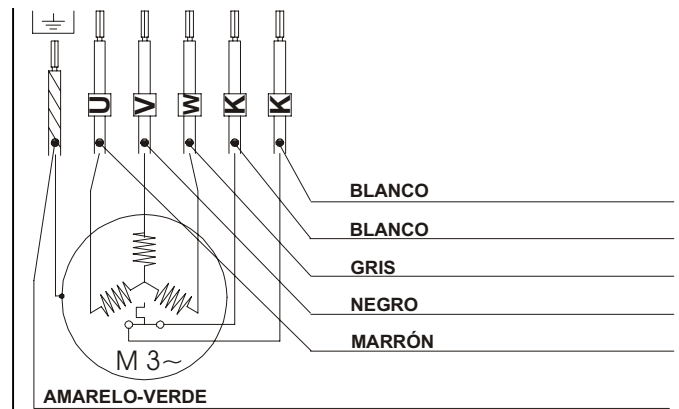 U V W K K
BLANCO
BLANCO
GRIS
NEGRO
MARRÓN
M 3~
AMARELO-VERDE